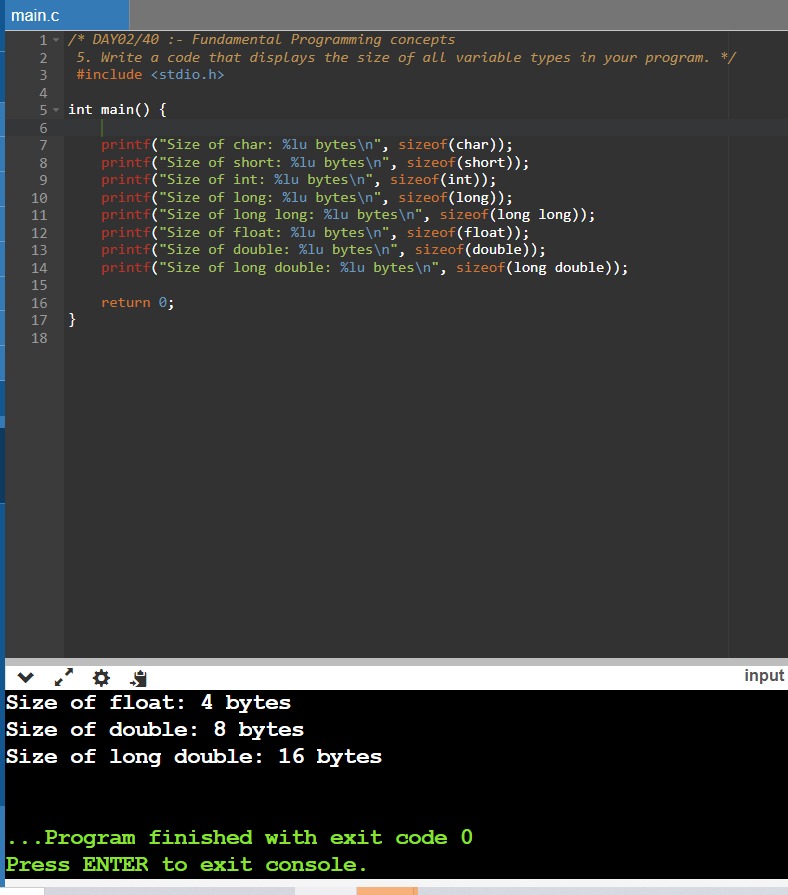 main.c
1 /* DAY02/40 :- Fundamental Programming concepts
2 5. Write a code that displays the size of all variable types in your program. */
3 #include <stdio.h>
4
5 int main() {
6
7 printf("Size of char: %lu bytes\n", sizeof(char));
8 printf("Size of short: %lu bytes\n", sizeof(short));
9 printf("Size of int: %lu bytes\n", sizeof(int));
10 printf("Size of long: %lu bytes\n", sizeof(long));
11 printf("Size of long long: %lu bytes\n", sizeof(long long));
12 printf("Size of float: %lu bytes\n", sizeof(float));
13 printf("Size of double: %lu bytes\n", sizeof(double));
14 printf("Size of long double: %lu bytes\n", sizeof(long double));
15
16 return 0;
17 }
18
input
Size of float: 4 bytes
Size of double: 8 bytes
Size of long double: 16 bytes
...Program finished with exit code 0
Press ENTER to exit console.